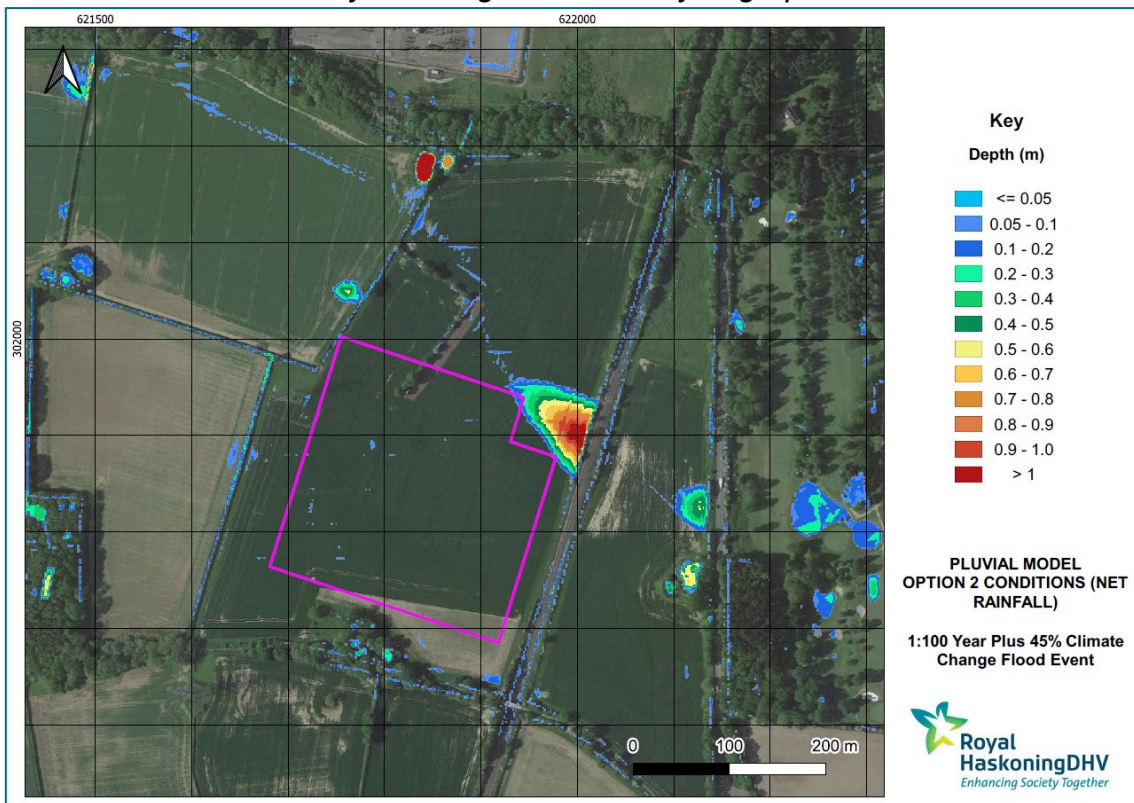 621500
622000
302000
Key
Depth (m)
<= 0.05
0.05 - 0.1
0.1 - 0.2
0.2 - 0.3
0.3 - 0.4
0.4 - 0.5
0.5 - 0.6
0.6 - 0.7
0.7 - 0.8
0.8 - 0.9
0.9 - 1.0
> 1
PLUVIAL MODEL
OPTION 2 CONDITIONS (NET
RAINFALL)
1:100 Year Plus 45% Climate
Change Flood Event
0 100 200 m
Royal
HaskoningDHV
Enhancing Society Together